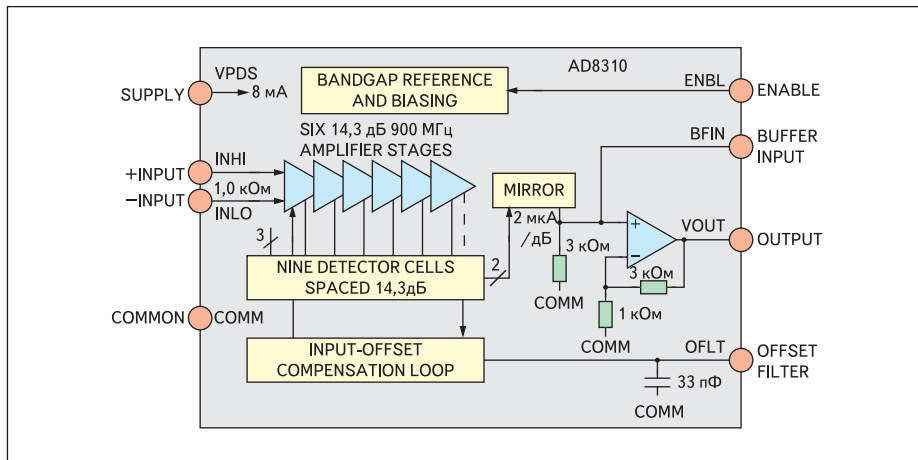 VPDS
SUPPLY
8 мА
BANDGAP REFERENCE
AND BIASING
AD8310
ENBL
ENABLE
SIX 14,3 дБ 900 МГц
AMPLIFIER STAGES
BFIN
BUFFER
INPUT
+INPUT
INHI
–INPUT
1,0 кОм
INLO
MIRROR
2 мкА
/дБ
+
–
VOUT
OUTPUT
3 кОм
3 кОм
3
NINE DETECTOR CELLS
SPACED 14,3дБ
2
COMM
1 кОм
COMMON
COMM
COMM
INPUT-OFFSET
COMPENSATION LOOP
OFLT
OFFSET
FILTER
33 пФ
COMM